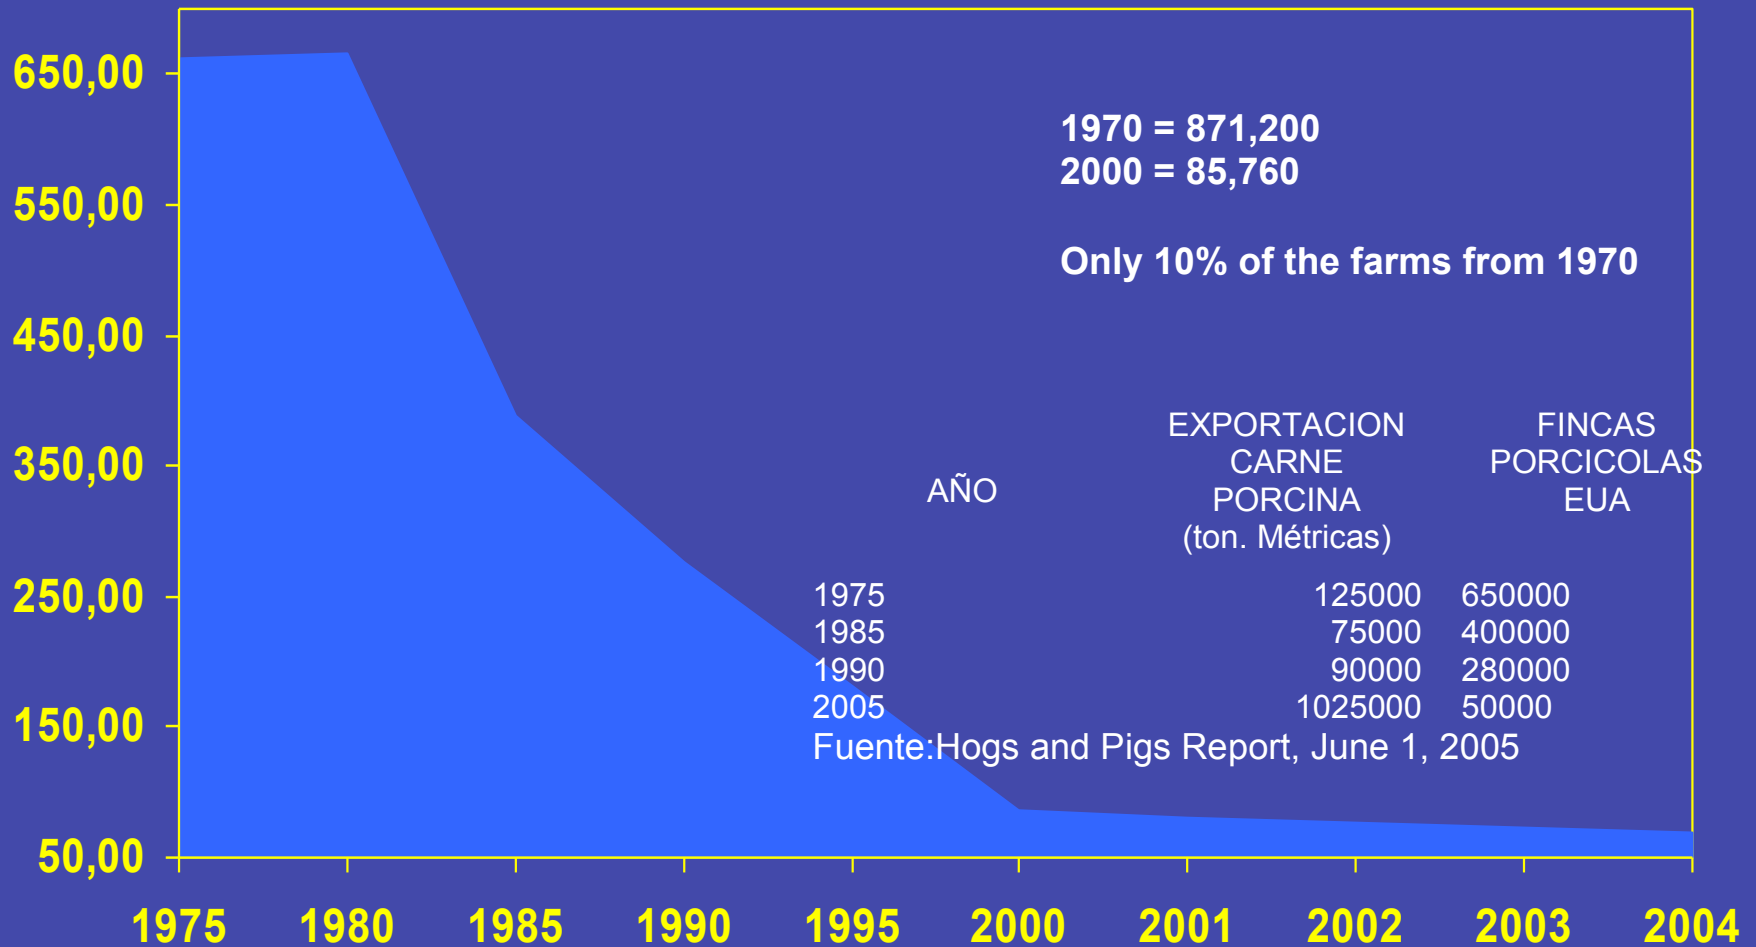 650,00
550,00
450,00
350,00
250,00
150,00
50,00
1970 = 871,200
2000 = 85,760
Only 10% of the farms from 1970
AÑO
EXPORTACION
CARNE
PORCINA
(ton. Métricas)
FINCAS
PORCICOLAS
EUA
1975 125000 650000
1985 75000 400000
1990 90000 280000
2005 1025000 50000
Fuente:Hogs and Pigs Report, June 1, 2005
1975 1980 1985 1990 1995 2000 2001 2002 2003 2004